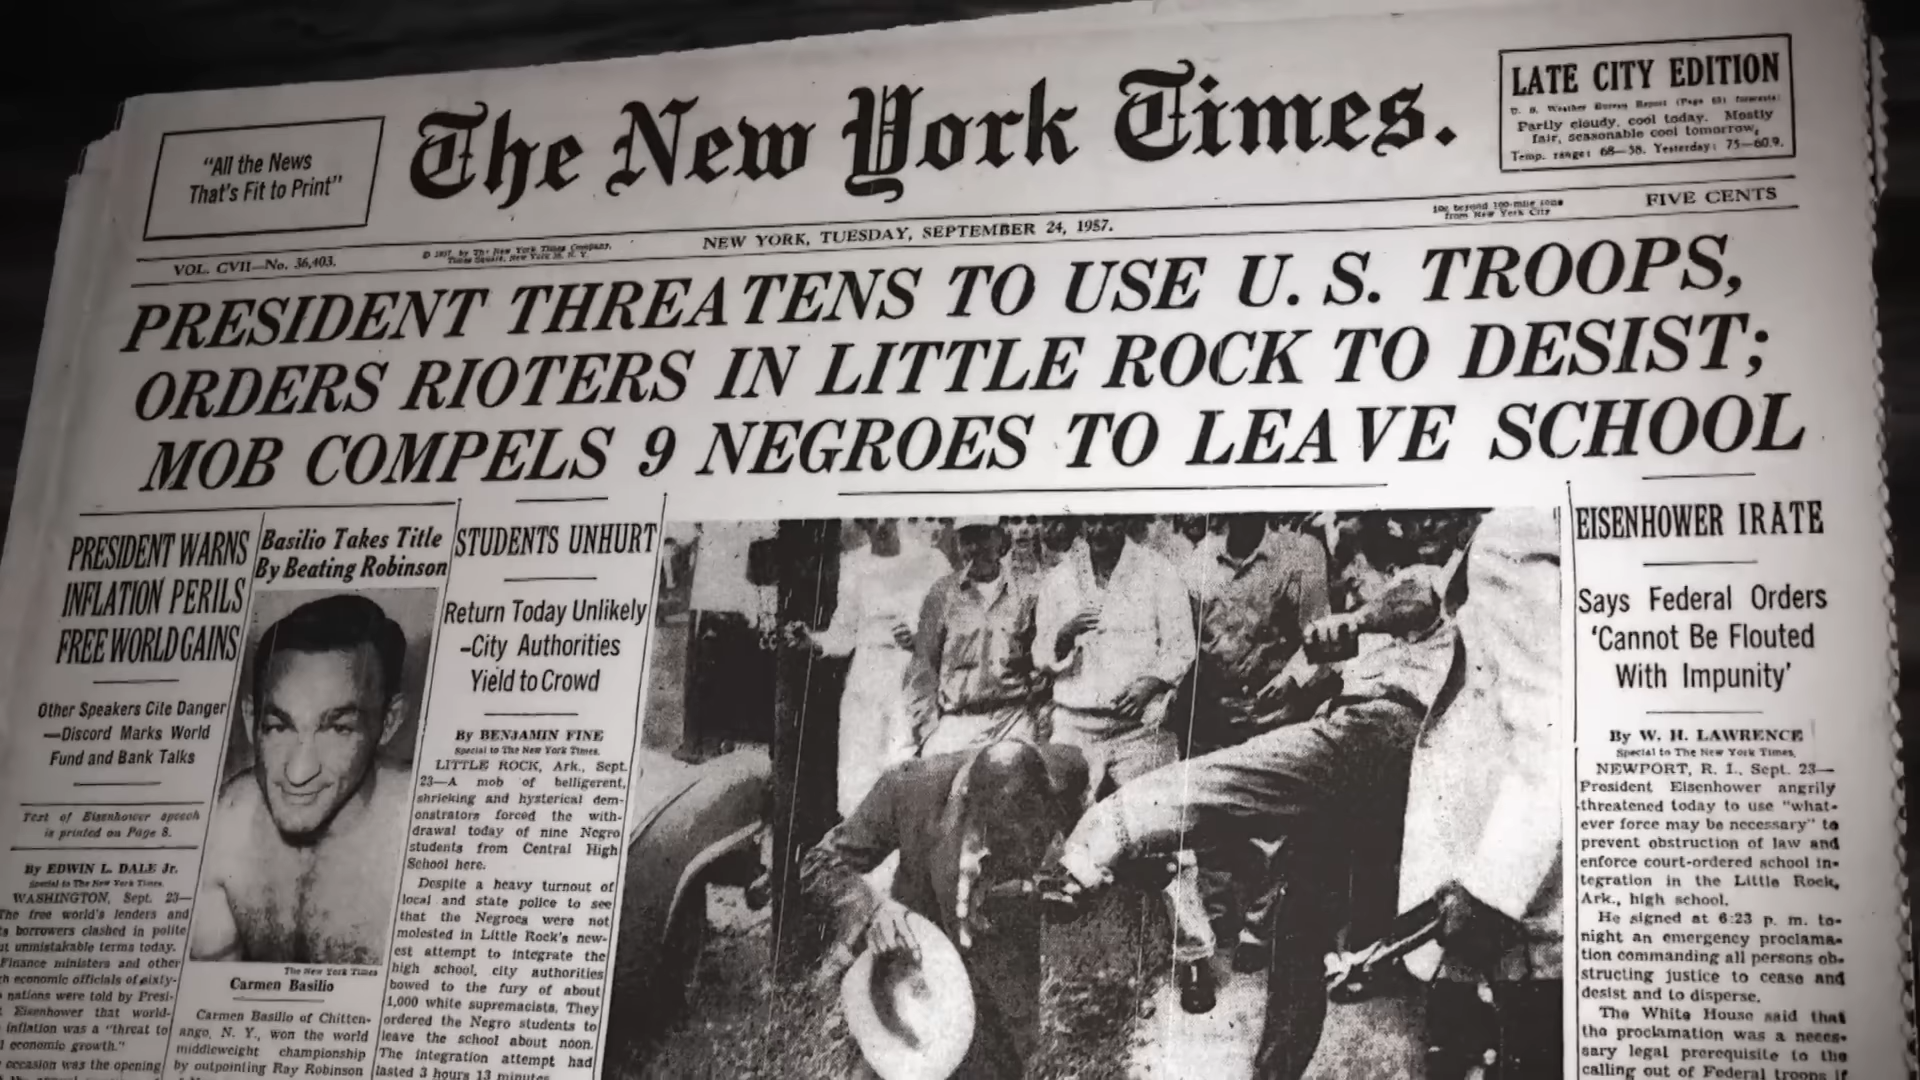 "All the News
That's Fit to Print"
The New York Times.
LATE CITY EDITION
U. S. Weather Bureau Report (Page 63) forecasts:
Partly cloudy, cool today. Mostly
fair, seasonable cool tomorrow.
Temp. range: 68—58. Yesterday: 75—60.9.
VOL. CVII—No. 36,403.
© 1957, by The New York Times Company,
Times Square, New York 36, N. Y.
NEW YORK, TUESDAY, SEPTEMBER 24, 1957.
10c beyond 100-mile zone
from New York City
FIVE CENTS
PRESIDENT THREATENS TO USE U. S. TROOPS,
ORDERS RIOTERS IN LITTLE ROCK TO DESIST;
MOB COMPELS 9 NEGROES TO LEAVE SCHOOL
PRESIDENT WARNS
INFLATION PERILS
FREE WORLD GAINS
Other Speakers Cite Danger
—Discord Marks World
Fund and Bank Talks
Text of Eisenhower speech
is printed on Page 8.
By EDWIN L. DALE Jr.
Special to The New York Times.
WASHINGTON, Sept. 23—
The free world's lenders and
borrowers clashed in polite
unmistakable terms today.
Finance ministers and other
economic officials of sixty-
nations were told by Presi-
Eisenhower that world-
inflation was a "threat to
economic growth."
occasion was the opening
Basilio Takes Title
By Beating Robinson
The New York Times
Carmen Basilio
Carmen Basilio of Chitten-
ango, N. Y., won the world
middleweight championship
by outpointing Ray Robinson
STUDENTS UNHURT
Return Today Unlikely
-City Authorities
Yield to Crowd
By BENJAMIN FINE
Special to The New York Times.
LITTLE ROCK, Ark., Sept.
23—A mob of belligerent,
shrieking and hysterical dem-
onstrators forced the with-
drawal today of nine Negro
students from Central High
School here.
Despite a heavy turnout of
local and state police to see
that the Negroes were not
molested in Little Rock's new-
est attempt to integrate the
high school, city authorities
bowed to the fury of about
1,000 white supremacists. They
ordered the Negro students to
leave the school about noon.
The integration attempt had
lasted 3 hours 13 minutes.
EISENHOWER IRATE
Says Federal Orders
'Cannot Be Flouted
With Impunity'
By W. H. LAWRENCE
Special to The New York Times.
NEWPORT, R. I., Sept. 23—
President Eisenhower angrily
threatened today to use "what-
ever force may be necessary" to
prevent obstruction of law and
enforce court-ordered school in-
tegration in the Little Rock,
Ark., high school.
He signed at 6:23 p. m. to-
night an emergency proclama-
tion commanding all persons ob-
structing justice to cease and
desist and to disperse.
The White House said that
the proclamation was a neces-
sary legal prerequisite to the
calling out of Federal troops if